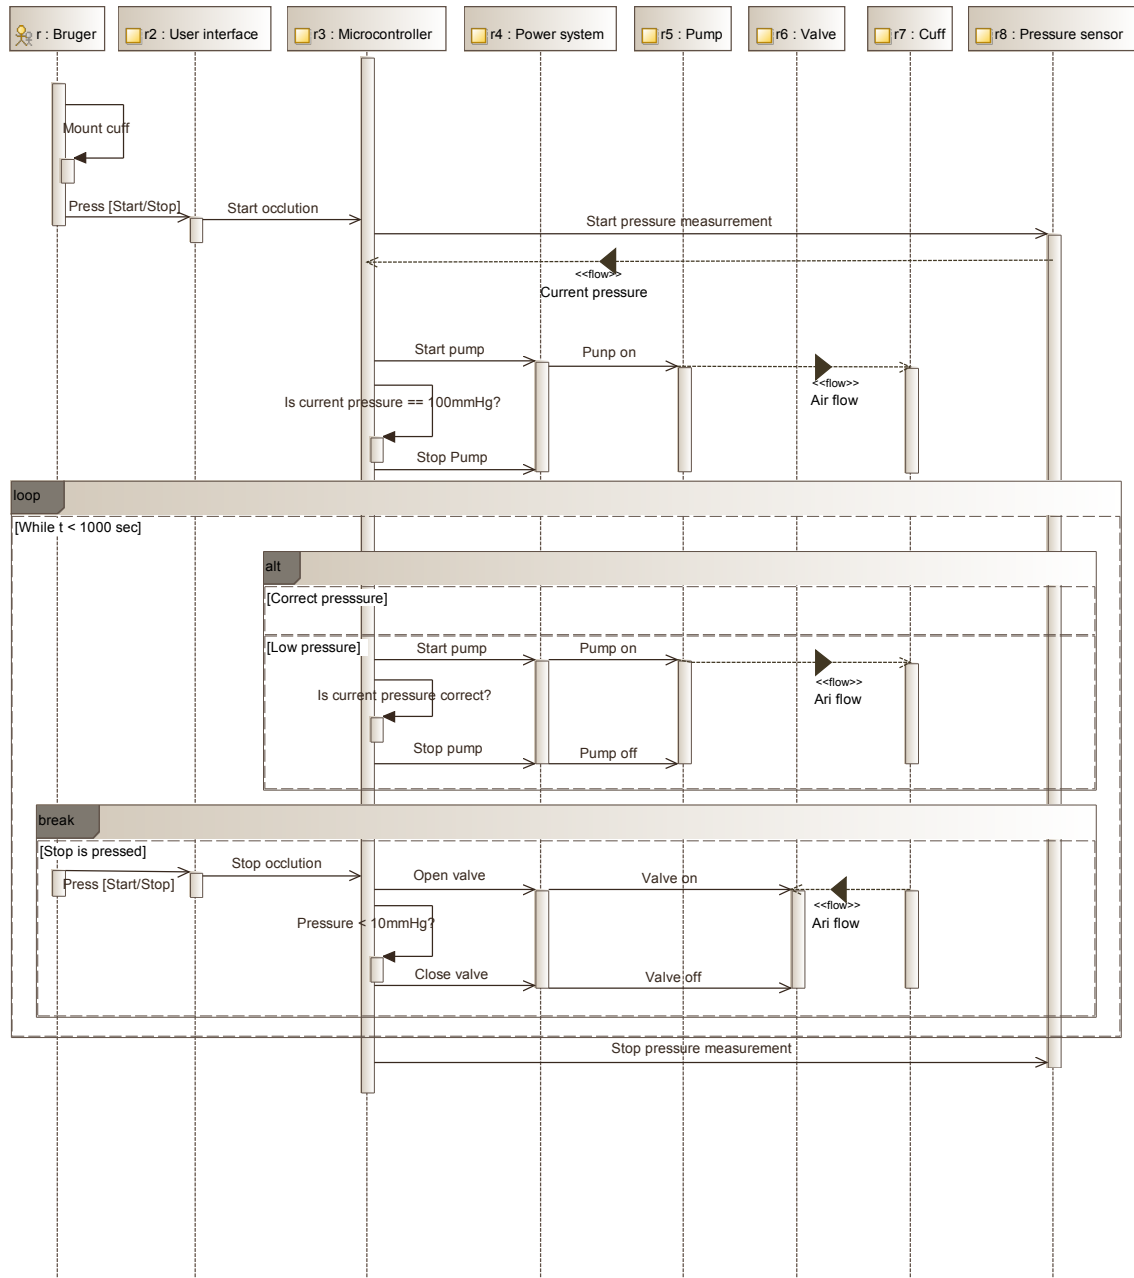 r : Bruger
r2 : User interface
r3 : Microcontroller
r4 : Power system
r5 : Pump
r6 : Valve
r7 : Cuff
r8 : Pressure sensor
Mount cuff
Press [Start/Stop]
Start occlution
Start pressure measurrement
<<flow>>
Current pressure
Start pump
Punp on
<<flow>>
Air flow
Is current pressure == 100mmHg?
Stop Pump
loop
[While t < 1000 sec]
alt
[Correct presssure]
[Low pressure]
Start pump
Pump on
<<flow>>
Ari flow
Is current pressure correct?
Stop pump
Pump off
break
[Stop is pressed]
Press [Start/Stop]
Stop occlution
Open valve
Valve on
<<flow>>
Ari flow
Pressure < 10mmHg?
Close valve
Valve off
Stop pressure measurement